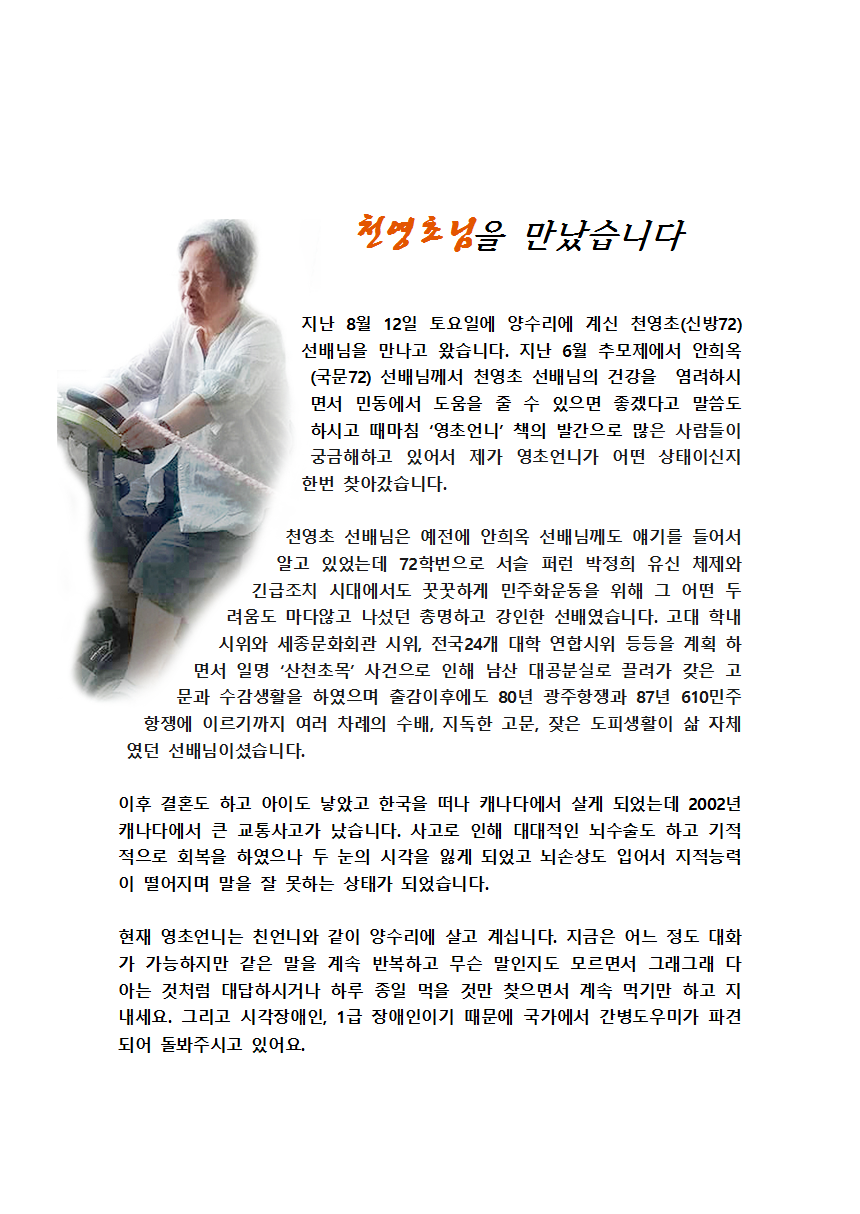 천영초님을 만났습니다
지난 8월 12일 토요일에 양수리에 계신 천영초(신방72)
선배님을 만나고 왔습니다. 지난 6월 추모제에서 안희옥
(국문72) 선배님께서 천영초 선배님의 건강을 염려하시
면서 민동에서 도움을 줄 수 있으면 좋겠다고 말씀도
하시고 때마침 ‘영초언니’ 책의 발간으로 많은 사람들이
궁금해하고 있어서 제가 영초언니가 어떤 상태이신지
한번 찾아갔습니다.
천영초 선배님은 예전에 안희옥 선배님께도 얘기를 들어서
알고 있었는데 72학번으로 서슬 퍼런 박정희 유신 체제와
긴급조치 시대에서도 꿋꿋하게 민주화운동을 위해 그 어떤 두
려움도 마다않고 나섰던 총명하고 강인한 선배였습니다. 고대 학내
시위와 세종문화회관 시위, 전국24개 대학 연합시위 등등을 계획 하
면서 일명 ‘산천초목’ 사건으로 인해 남산 대공분실로 끌려가 갖은 고
문과 수감생활을 하였으며 출감이후에도 80년 광주항쟁과 87년 610민주
항쟁에 이르기까지 여러 차례의 수배, 지독한 고문, 잦은 도피생활이 삶 자체
였던 선배님이셨습니다.
이후 결혼도 하고 아이도 낳았고 한국을 떠나 캐나다에서 살게 되었는데 2002년
캐나다에서 큰 교통사고가 났습니다. 사고로 인해 대대적인 뇌수술도 하고 기적
적으로 회복을 하였으나 두 눈의 시각을 잃게 되었고 뇌손상도 입어서 지적능력
이 떨어지며 말을 잘 못하는 상태가 되었습니다.
현재 영초언니는 친언니와 같이 양수리에 살고 계십니다. 지금은 어느 정도 대화
가 가능하지만 같은 말을 계속 반복하고 무슨 말인지도 모르면서 그래그래 다
아는 것처럼 대답하시거나 하루 종일 먹을 것만 찾으면서 계속 먹기만 하고 지
내세요. 그리고 시각장애인, 1급 장애인이기 때문에 국가에서 간병도우미가 파견
되어 돌봐주시고 있어요.